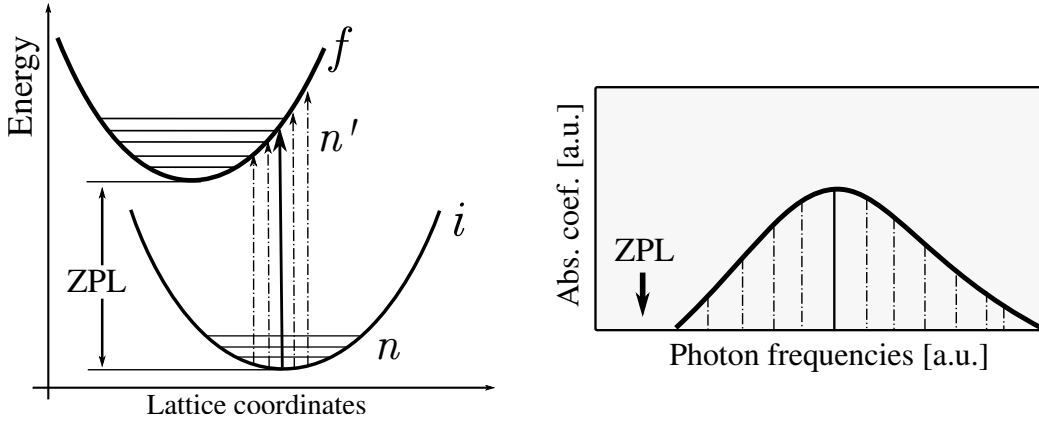 Energy
f
n'
i
ZPL
n
Lattice coordinates
Abs. coef. [a.u.]
ZPL
Photon frequencies [a.u.]